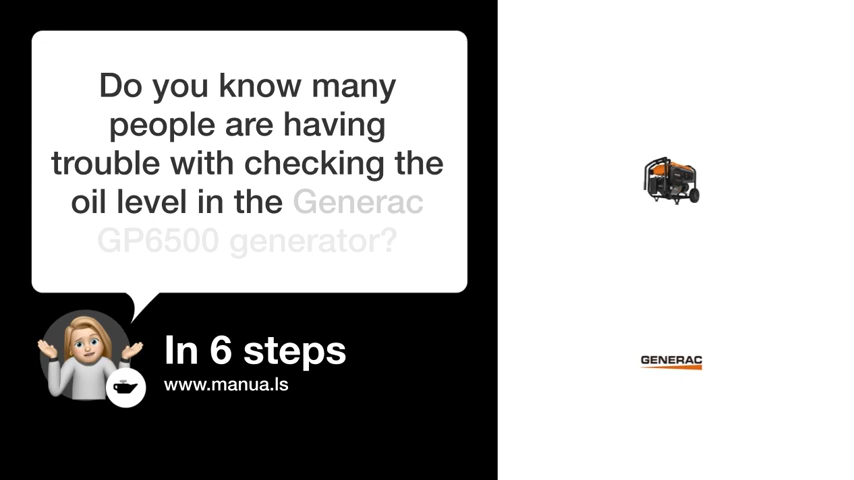 Do you know many
people are having
trouble with checking the
oil level in the Generac
GP6500 generator?
In 6 steps
www.manua.ls
GENERAC